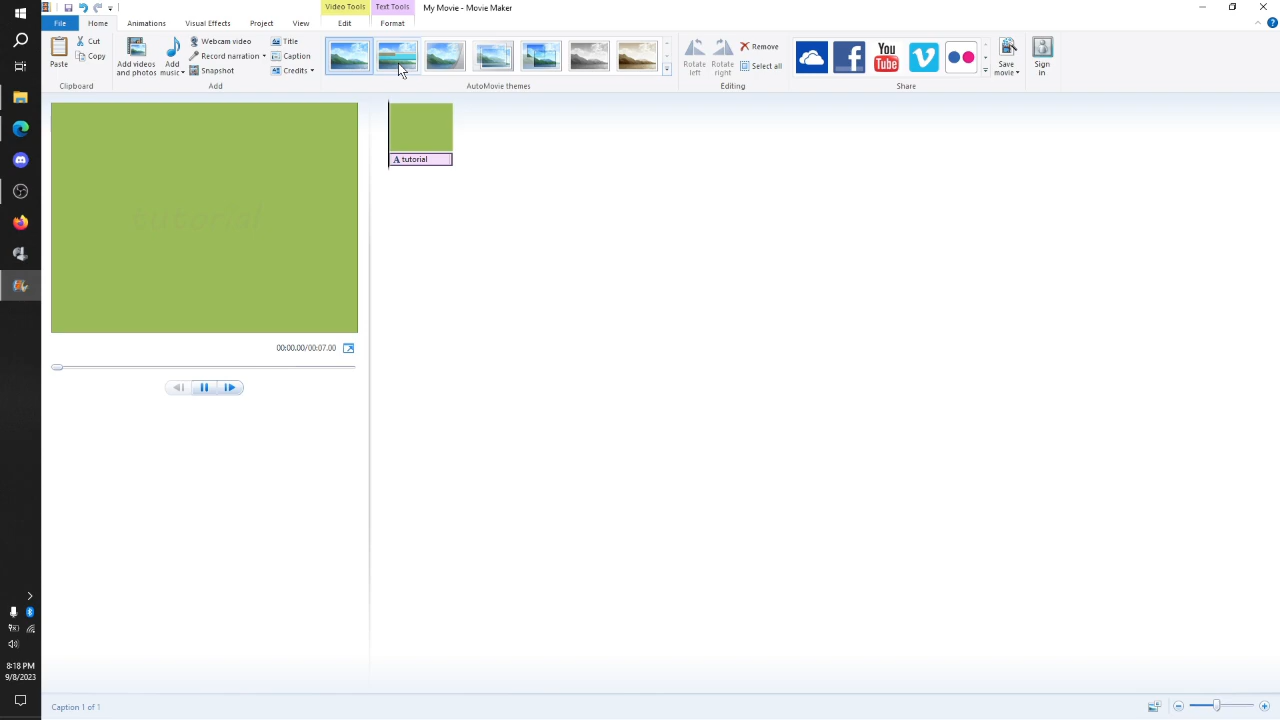 Video Tools
Text Tools
My Movie - Movie Maker
File
Home
Animations
Visual Effects
Project
View
Edit
Format
Paste
Cut
Copy
Clipboard
Add videos
and photos
Add
music
Webcam video
Record narration
Snapshot
Title
Caption
Credits
Add
AutoMovie themes
Rotate
left
Rotate
right
Remove
Select all
Editing
You
Tube
Share
Save
movie
Sign
in
tutorial
A tutorial
00:00.00/00:07.00
8:18 PM
9/8/2023
Caption 1 of 1